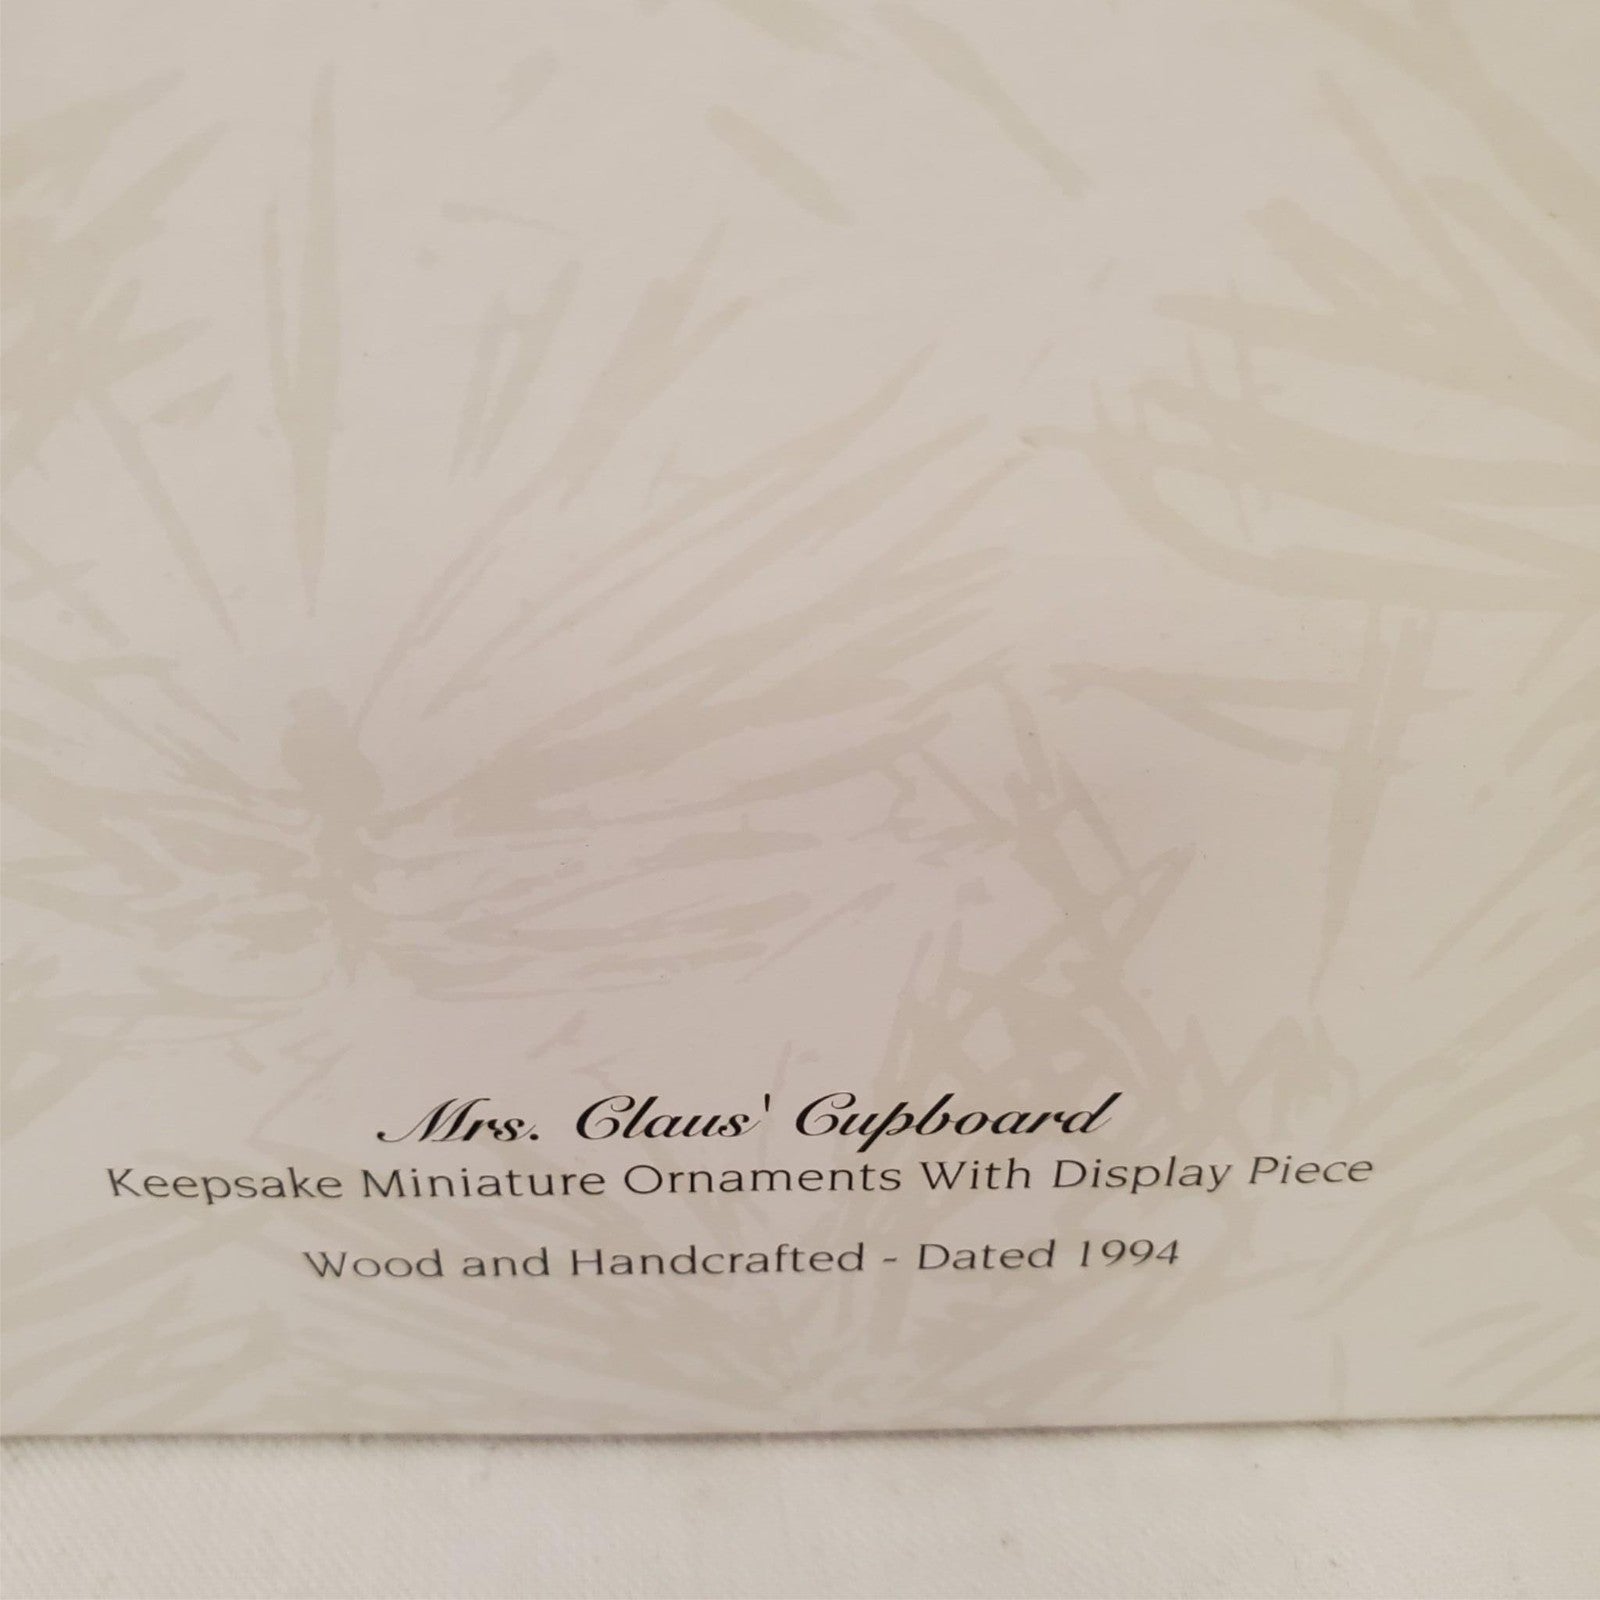 Mrs. Claus' Cupboard
Keepsake Miniature Ornaments With Display Piece
Wood and Handcrafted - Dated 1994